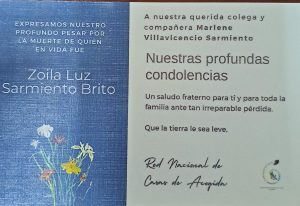 EXPRESAMOS NUESTRO
PROFUNDO PESAR POR
LA MUERTE DE QUIEN
EN VIDA FUE
Zoila Luz
Sarmiento Brito
A nuestra querida colega y
compañera Marlene
Villavicencio Sarmiento
Nuestras profundas
condolencias
Un saludo fraterno para ti y para toda la
familia ante tan irreparable pérdida.
Que la tierra le sea leve.
Red Nacional de
Casas de Acogida